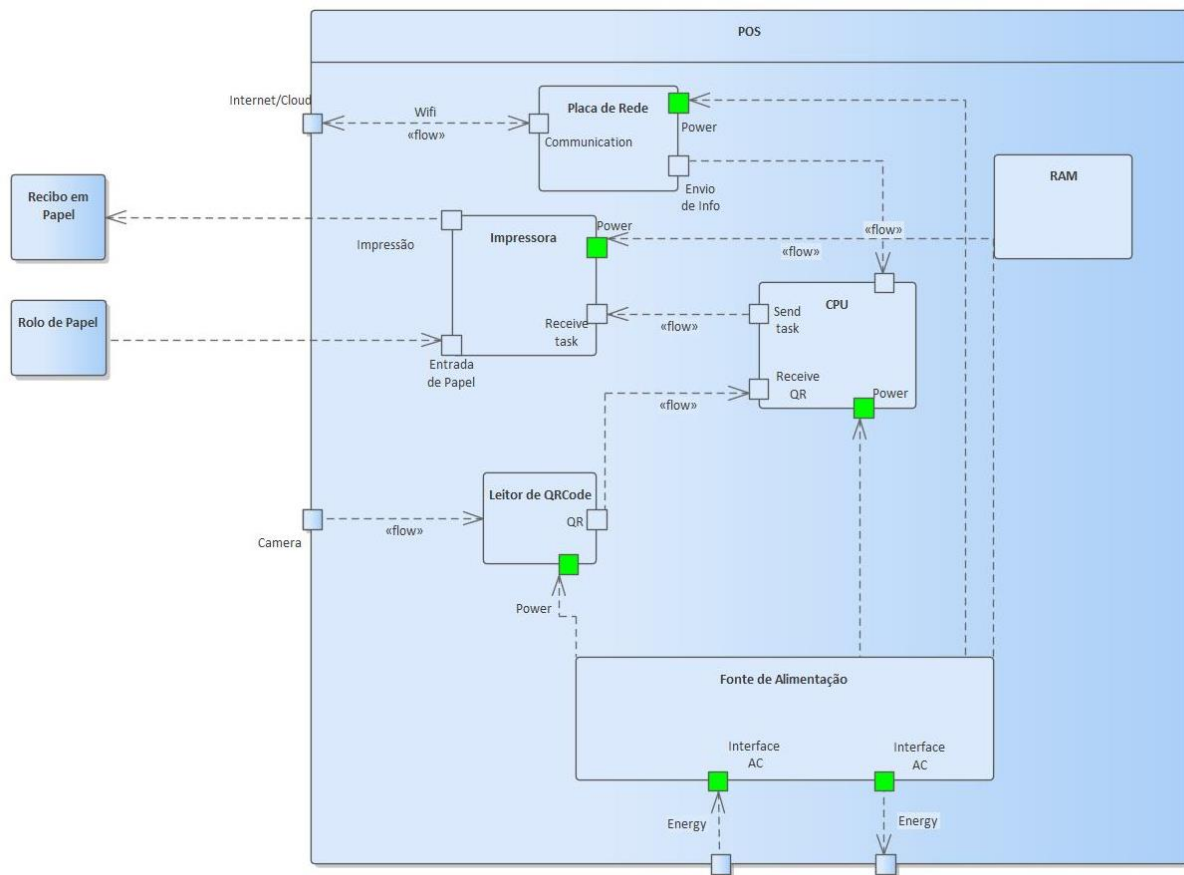 POS
Internet/Cloud
Wifi
«flow»
Placa de Rede
Communication
Power
Envio
de Info
RAM
Recibo em
Papel
Impressão
Impressora
Power
«flow»
«flow»
Rolo de Papel
Entrada
de Papel
Receive
task
«flow»
CPU
Send
task
Receive
QR
Power
«flow»
Leitor de QRCode
QR
Camera
«flow»
Power
Fonte de Alimentação
Interface
AC
Interface
AC
Energy
Energy